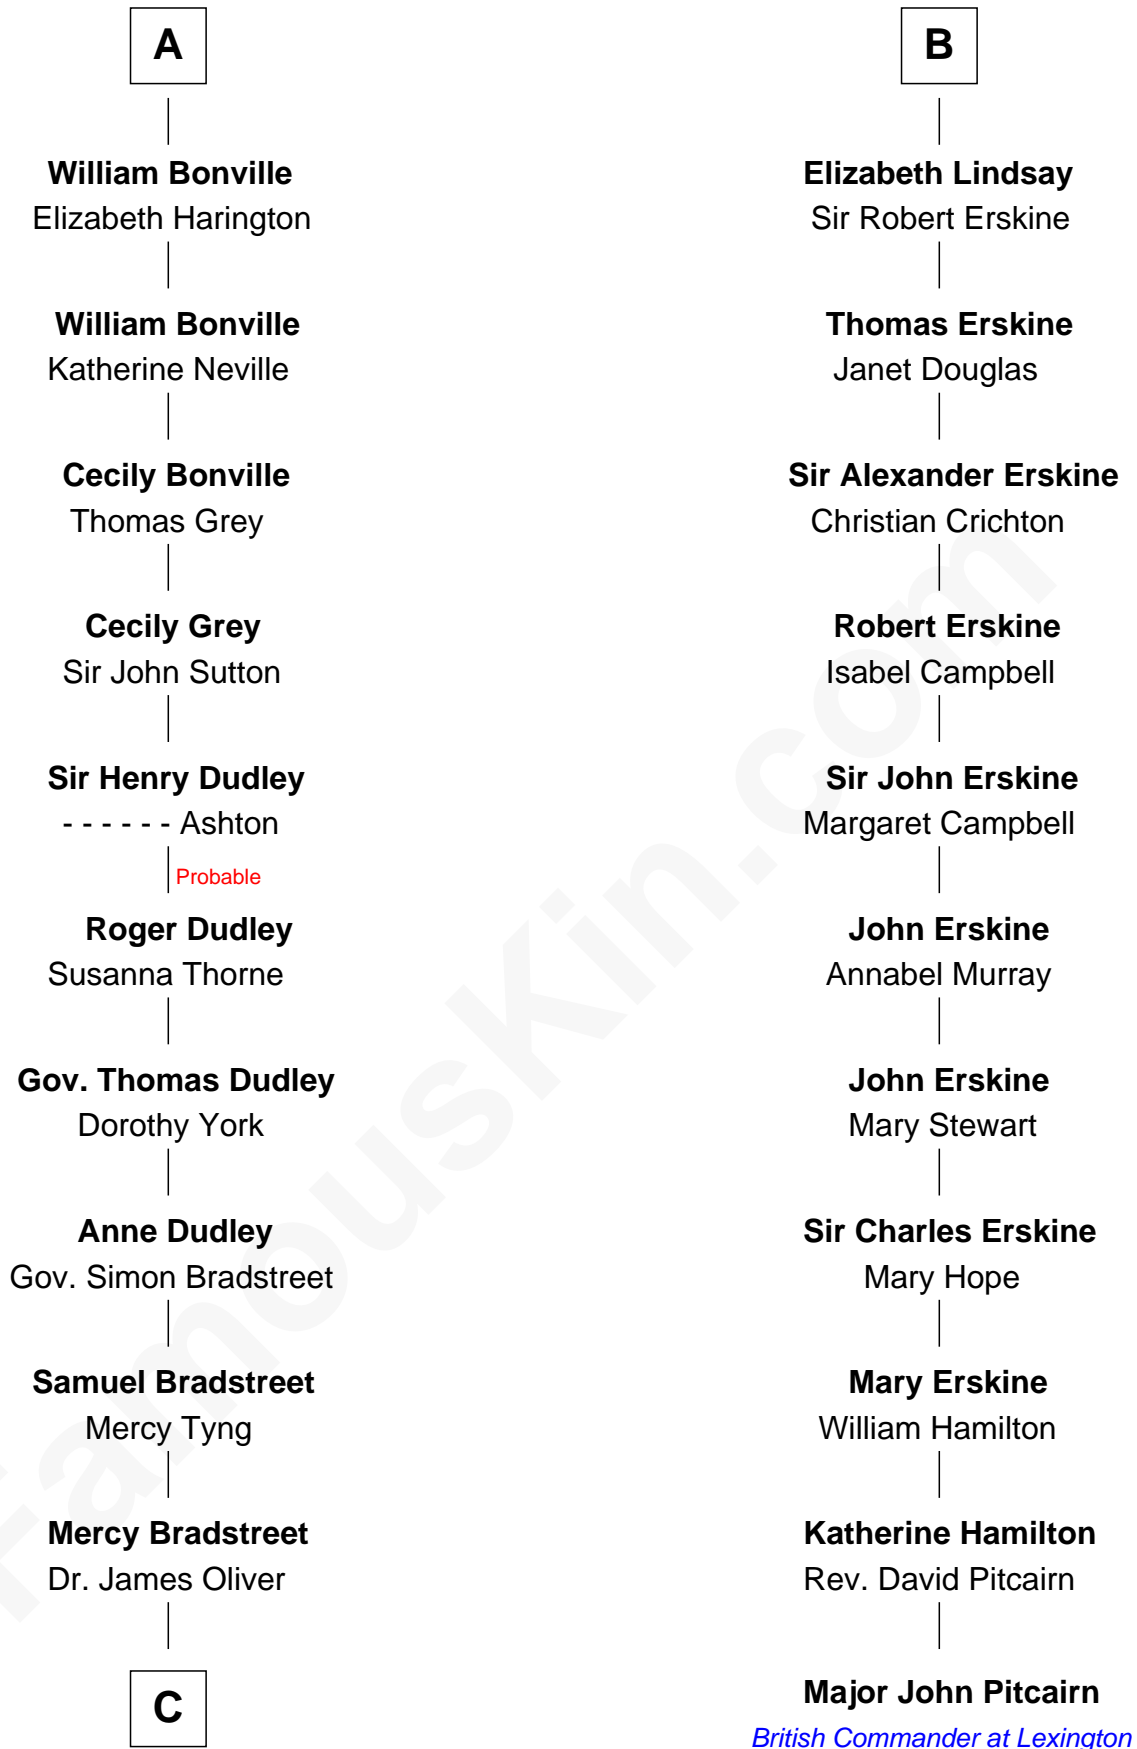 A
William Bonville
Elizabeth Harington
William Bonville
Katherine Neville
Cecily Bonville
Thomas Grey
Cecily Grey
Sir John Sutton
Sir Henry Dudley
- - - - - - Ashton
Probable
Roger Dudley
Susanna Thorne
Gov. Thomas Dudley
Dorothy York
Anne Dudley
Gov. Simon Bradstreet
Samuel Bradstreet
Mercy Tyng
Mercy Bradstreet
Dr. James Oliver
C
B
Elizabeth Lindsay
Sir Robert Erskine
Thomas Erskine
Janet Douglas
Sir Alexander Erskine
Christian Crichton
Robert Erskine
Isabel Campbell
Sir John Erskine
Margaret Campbell
John Erskine
Annabel Murray
John Erskine
Mary Stewart
Sir Charles Erskine
Mary Hope
Mary Erskine
William Hamilton
Katherine Hamilton
Rev. David Pitcairn
Major John Pitcairn
British Commander at Lexington
FamousKin.com